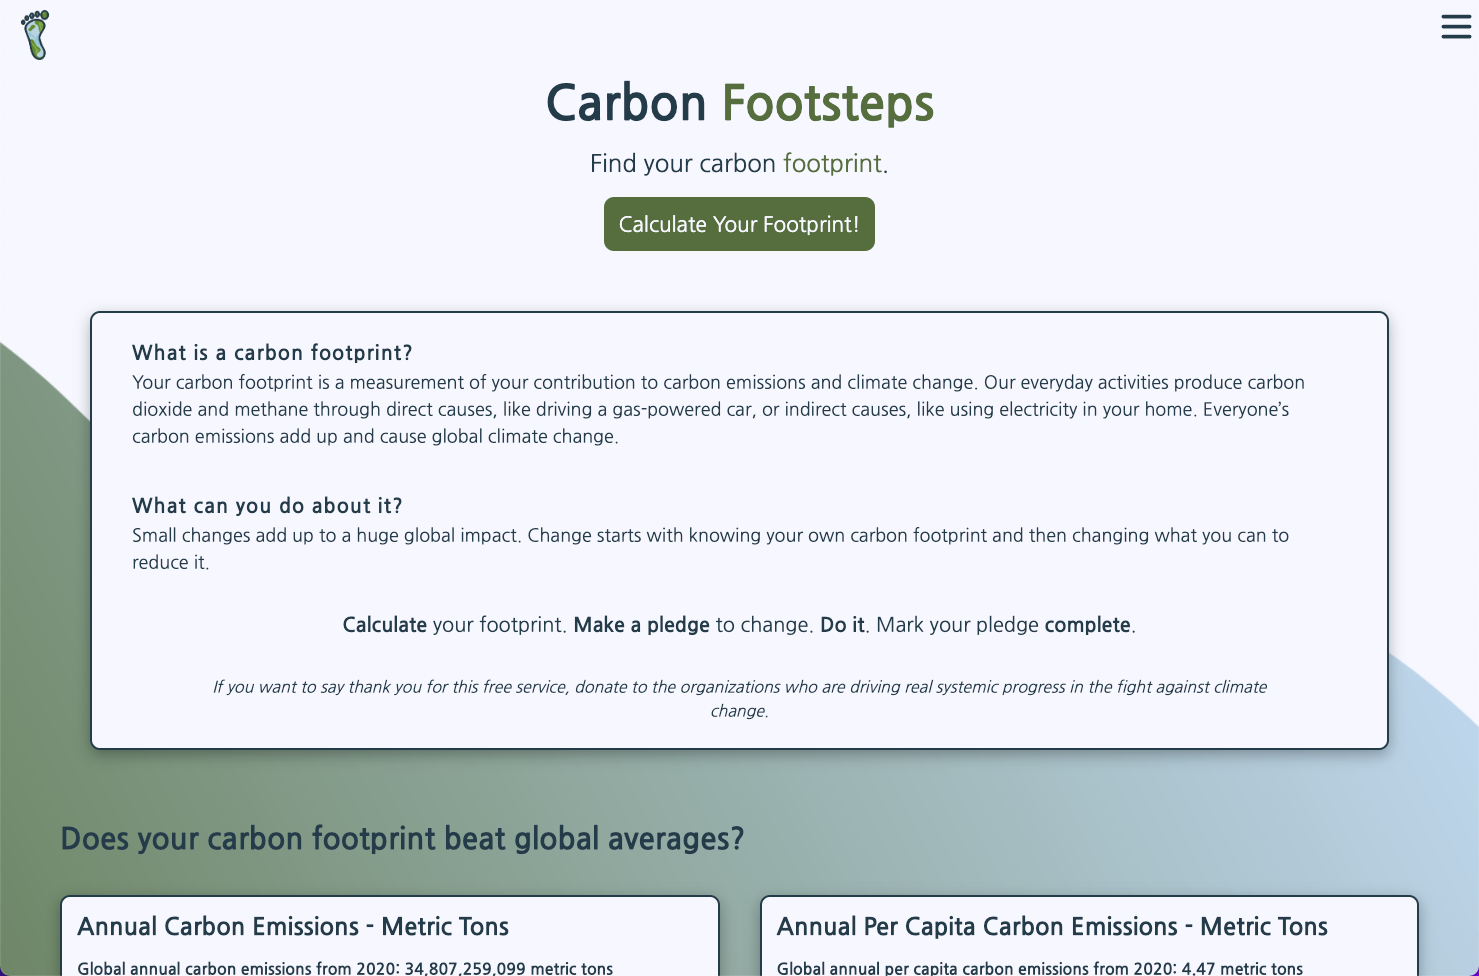 Carbon Footsteps
Find your carbon footprint.
Calculate Your Footprint!
What is a carbon footprint?
Your carbon footprint is a measurement of your contribution to carbon emissions and climate change. Our everyday activities produce carbon
dioxide and methane through direct causes, like driving a gas-powered car, or indirect causes, like using electricity in your home. Everyone’s
carbon emissions add up and cause global climate change.
What can you do about it?
Small changes add up to a huge global impact. Change starts with knowing your own carbon footprint and then changing what you can to
reduce it.
Calculate your footprint. Make a pledge to change. Do it. Mark your pledge complete.
If you want to say thank you for this free service, donate to the organizations who are driving real systemic progress in the fight against climate
change.
Does your carbon footprint beat global averages?
Annual Carbon Emissions - Metric Tons
Global annual carbon emissions from 2020: 34,807,259,099 metric tons
Annual Per Capita Carbon Emissions - Metric Tons
Global annual per capita carbon emissions from 2020: 4.47 metric tons